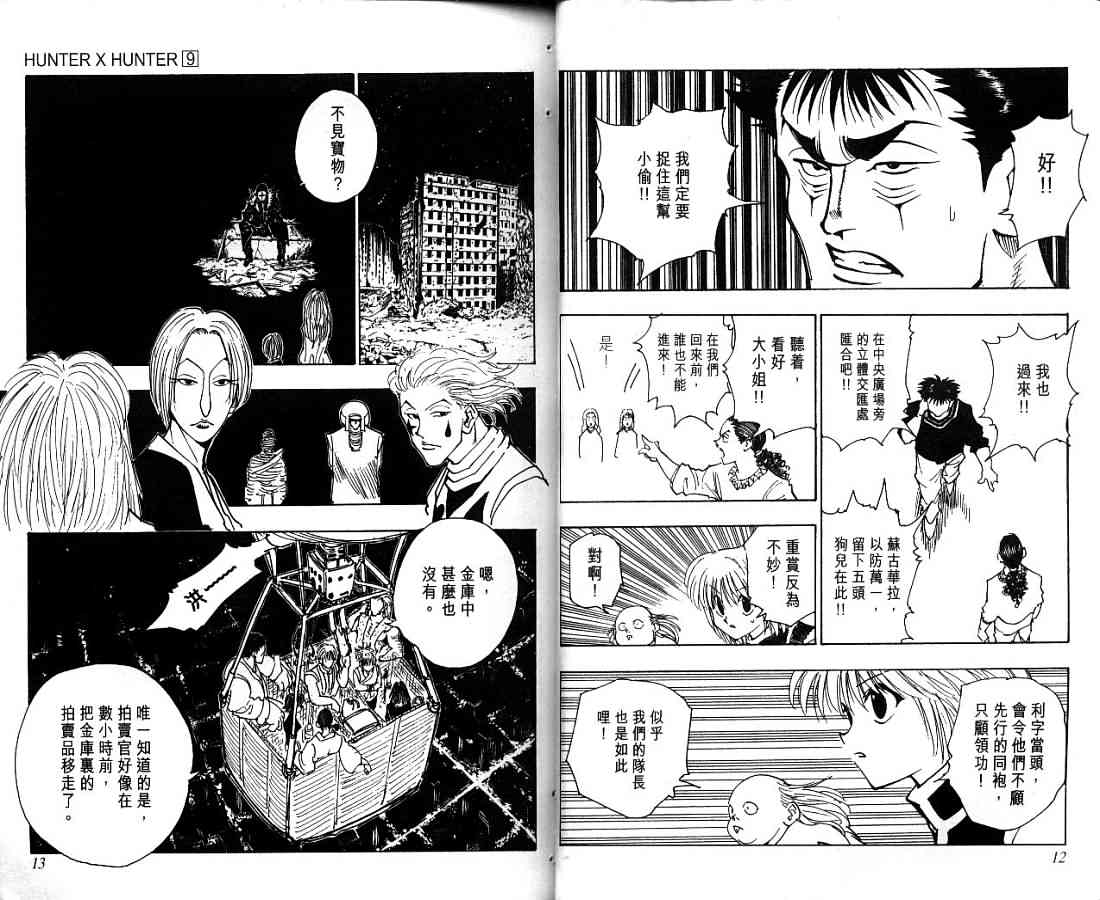 好!!
我們定要
捉住這幫
小偷!!
我也
過來!!
在中央廣場旁
的立體交匯處
匯合吧!!
蘇古華拉，
以防萬一，
留下五頭
狗兒在此!!
聽着，
看好
大小姐!!
在我們
回來前，
誰也不能
進來！
是！
重賞反為
不妙！
對啊！
利字當頭，
會令他們不顧
先行的同袍，
只顧領功！
似乎
我們的隊長
也是如此
哩！
12
HUNTER X HUNTER 9
不見寶物？
嗯，
金庫中
甚麼也
沒有。
洪——
唯一知道的是，
拍賣官好像在
數小時前，
把金庫裏的
拍賣品移走了。
13